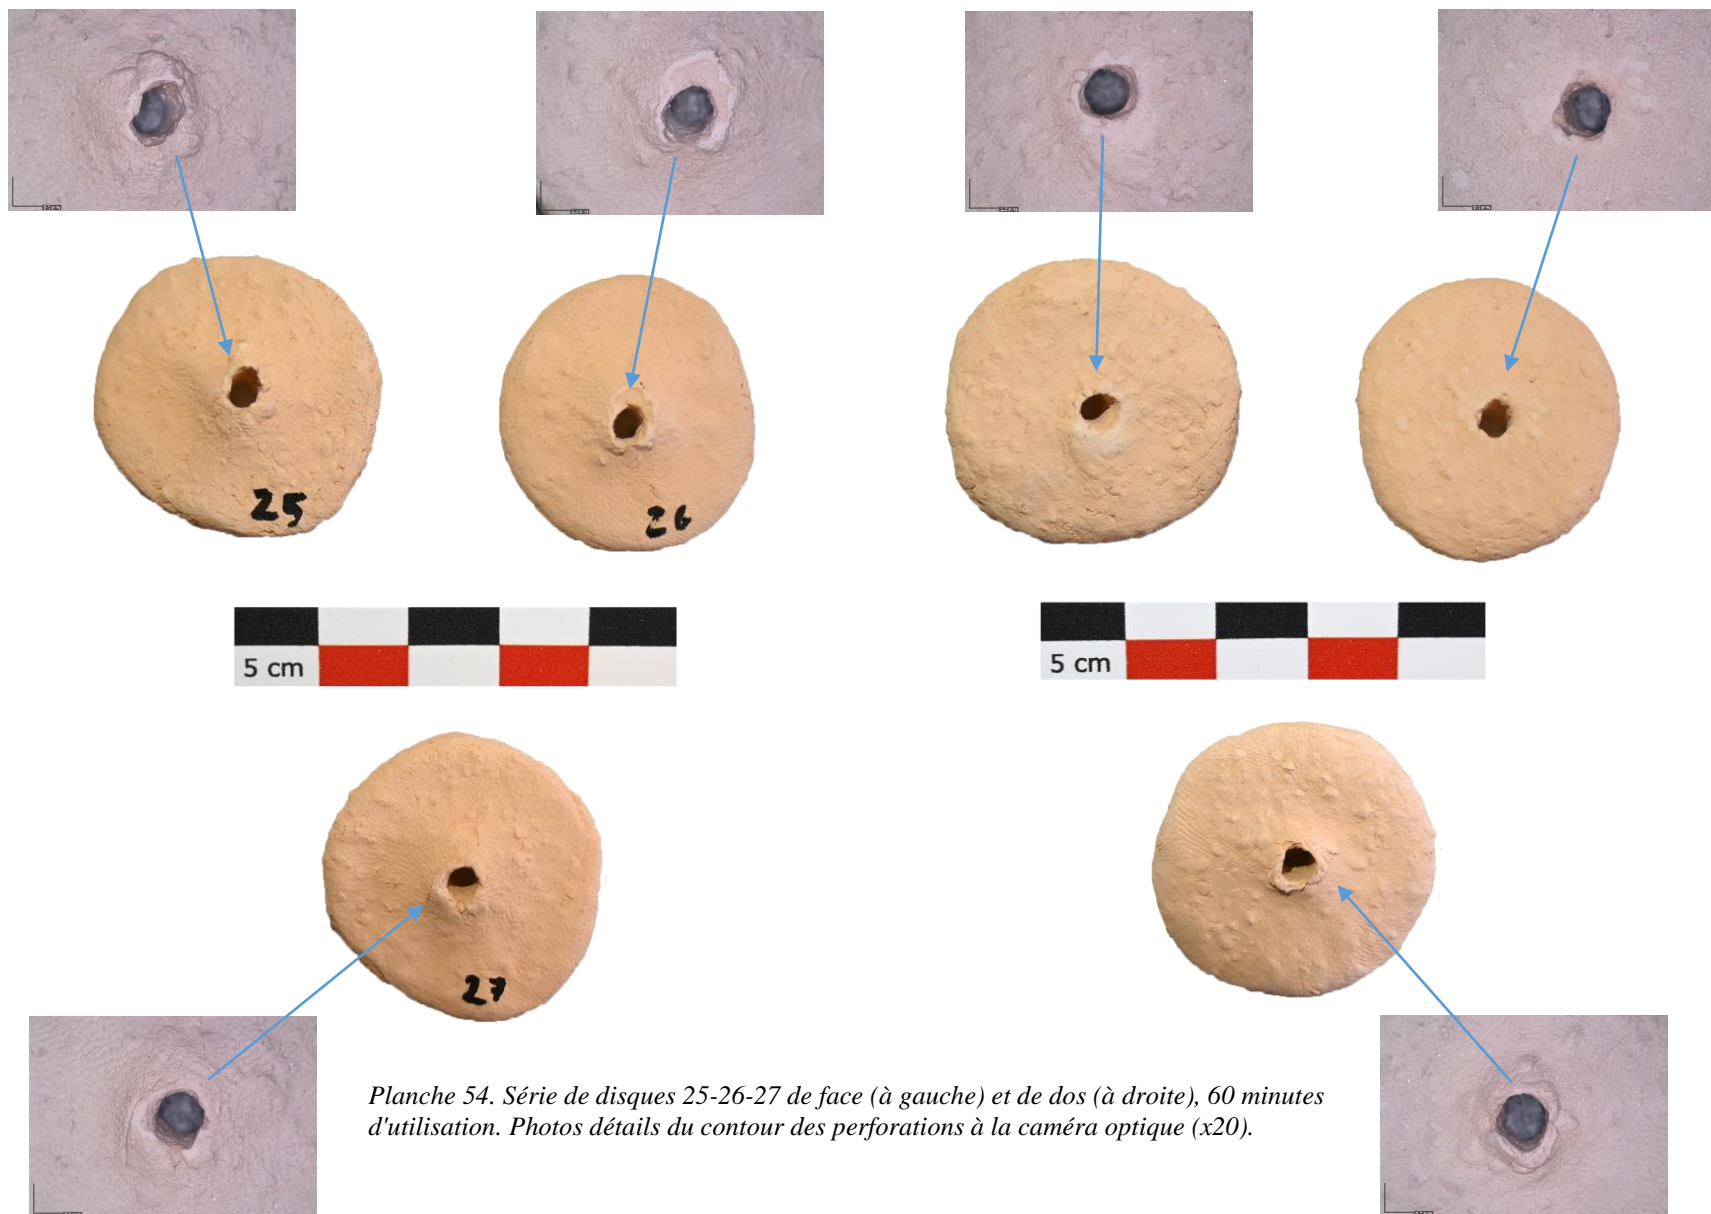 25
26
5 cm
5 cm
27
Planche 54. Série de disques 25-26-27 de face (à gauche) et de dos (à droite), 60 minutes
d'utilisation. Photos détails du contour des perforations à la caméra optique (x20).